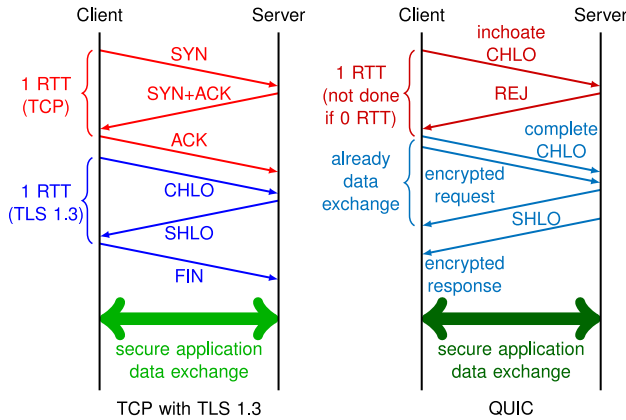 Client
Server
SYN
1 RTT
(TCP)
SYN+ACK
ACK
1 RTT
(TLS 1.3)
CHLO
SHLO
FIN
secure application
data exchange
TCP with TLS 1.3
Client
Server
inchoate
CHLO
1 RTT
(not done
if 0 RTT)
REJ
complete
CHLO
already
data
exchange
encrypted
request
SHLO
encrypted
response
secure application
data exchange
QUIC